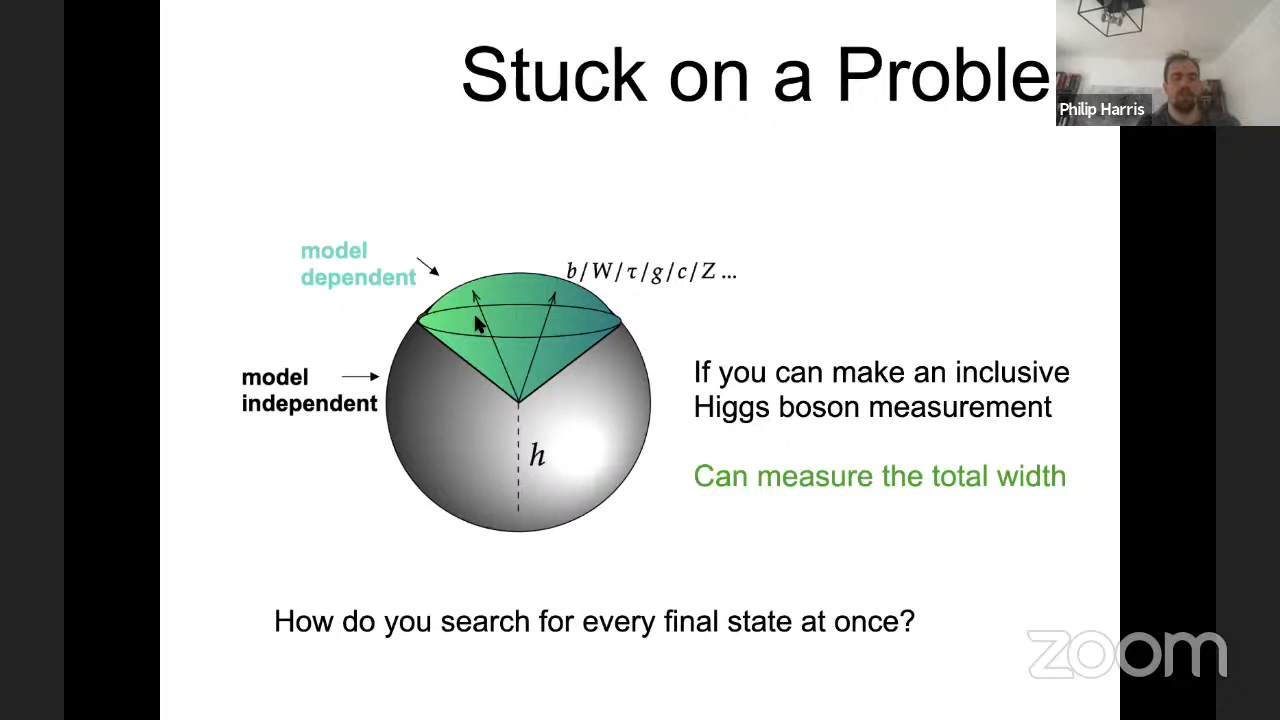 Stuck on a Proble
Philip Harris
model
dependent
b/W/τ/g/c/Z ...
model
independent
h
If you can make an inclusive
Higgs boson measurement
Can measure the total width
How do you search for every final state at once?
zoom